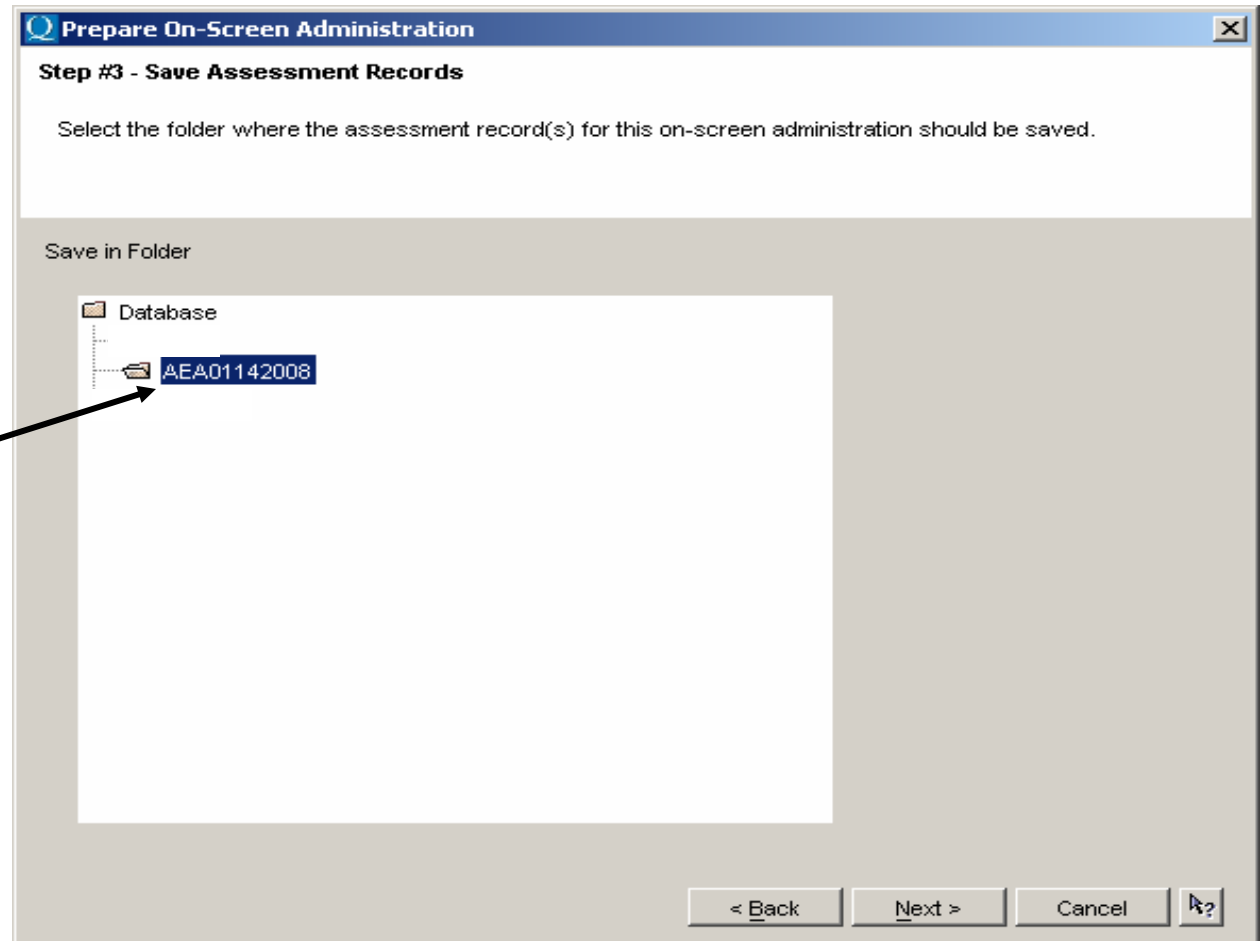 Prepare On-Screen Administration
Step #3 - Save Assessment Records
Select the folder where the assessment record(s) for this on-screen administration should be saved.
Save in Folder
Database
AEA01142008
< Back Next > Cancel ?